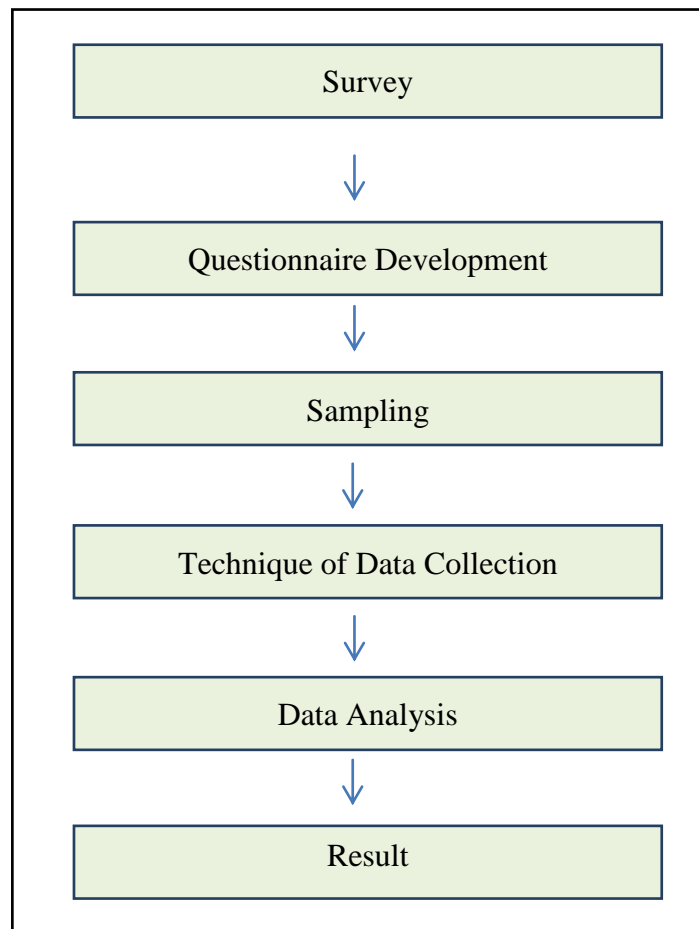 Survey
Questionnaire Development
Sampling
Technique of Data Collection
Data Analysis
Result